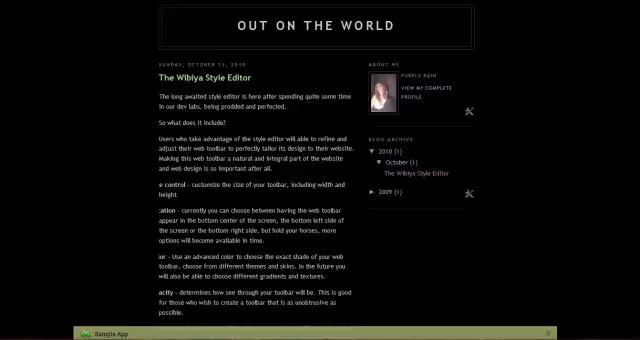 OUT ON THE WORLD
SUNDAY, OCTOBER 31, 2010
The Wibiya Style Editor
The long awaited style editor is here after spending quite some time
in our dev labs, being prodded and perfected.
So what does it include?
Users who take advantage of the style editor will able to refine and
adjust their web toolbar to perfectly tailor its design to their website.
Making this web toolbar a natural and integral part of the website
and web design is so important after all.
e control - customize the size of your toolbar, including width and
height
ation - currently you can choose between having the web toolbar
appear in the bottom center of the screen, the bottom left side of
the screen or the bottom right side, but hold your horses, more
options will become available in time.
or - Use an advanced color to choose the exact shade of your web
toolbar, choose from different themes and skins. In the future you
will also be able to choose different gradients and textures.
acity - determines how see through your toolbar will be. This is good
for those who wish to create a toolbar that is as unobtrusive as
possible.
ABOUT ME
PURPLE RAIN
VIEW MY COMPLETE
PROFILE
BLOG ARCHIVE
▼ 2010 (1)
▼ October (1)
The Wibiya Style Editor
► 2009 (1)
Sample App